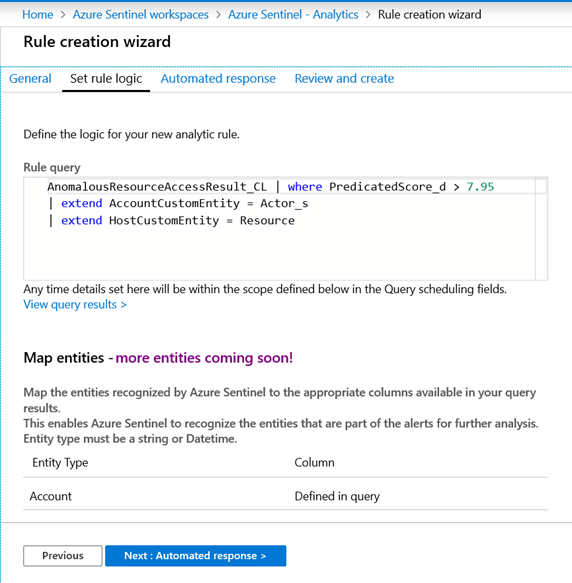 Home > Azure Sentinel workspaces > Azure Sentinel - Analytics > Rule creation wizard
Rule creation wizard
General Set rule logic Automated response Review and create
Define the logic for your new analytic rule.
Rule query
AnomalousResourceAccessResult_CL | where PredicatedScore_d > 7.95
| extend AccountCustomEntity = Actor_s
| extend HostCustomEntity = Resource
Any time details set here will be within the scope defined below in the Query scheduling fields.
View query results >
Map entities - more entities coming soon!
Map the entities recognized by Azure Sentinel to the appropriate columns available in your query
results.
This enables Azure Sentinel to recognize the entities that are part of the alerts for further analysis.
Entity type must be a string or Datetime.
Entity Type Column
Account Defined in query
Previous Next : Automated response >